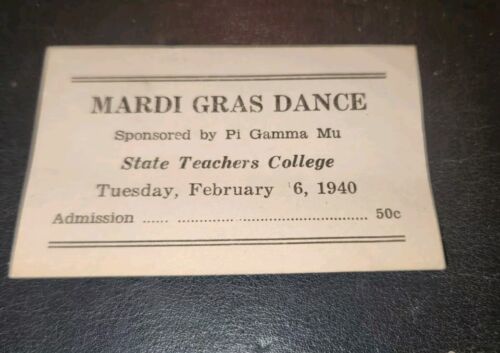 MARDI GRAS DANCE
Sponsored by Pi Gamma Mu
State Teachers College
Tuesday, February 6, 1940
Admission ...... ................ .......................... 50c